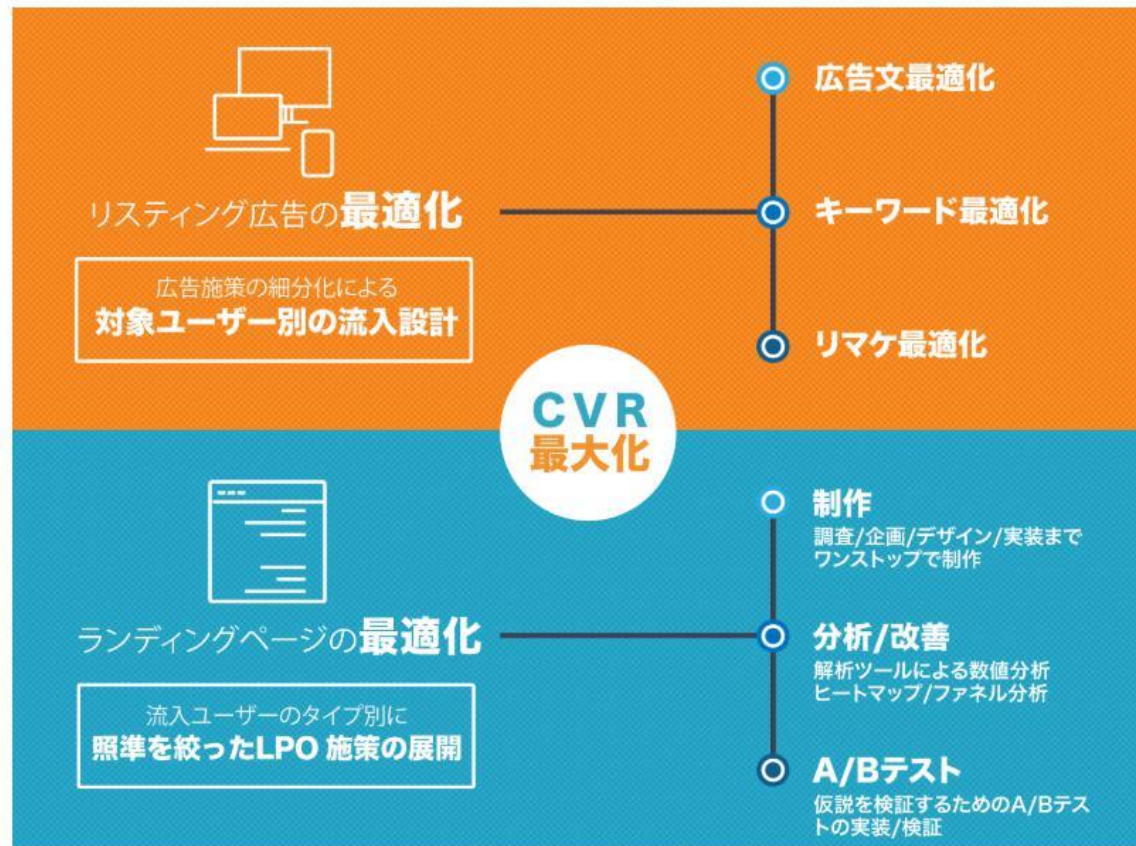 リスティング広告の最適化
広告施策の細分化による
対象ユーザー別の流入設計
広告文最適化
キーワード最適化
リマケ最適化
CVR
最大化
ランディングページの最適化
流入ユーザーのタイプ別に
照準を絞ったLPO 施策の展開
制作
調査/企画/デザイン/実装まで
ワンストップで制作
分析/改善
解析ツールによる数値分析
ヒートマップ/ファネル分析
A/Bテスト
仮説を検証するためのA/Bテス
トの実装/検証